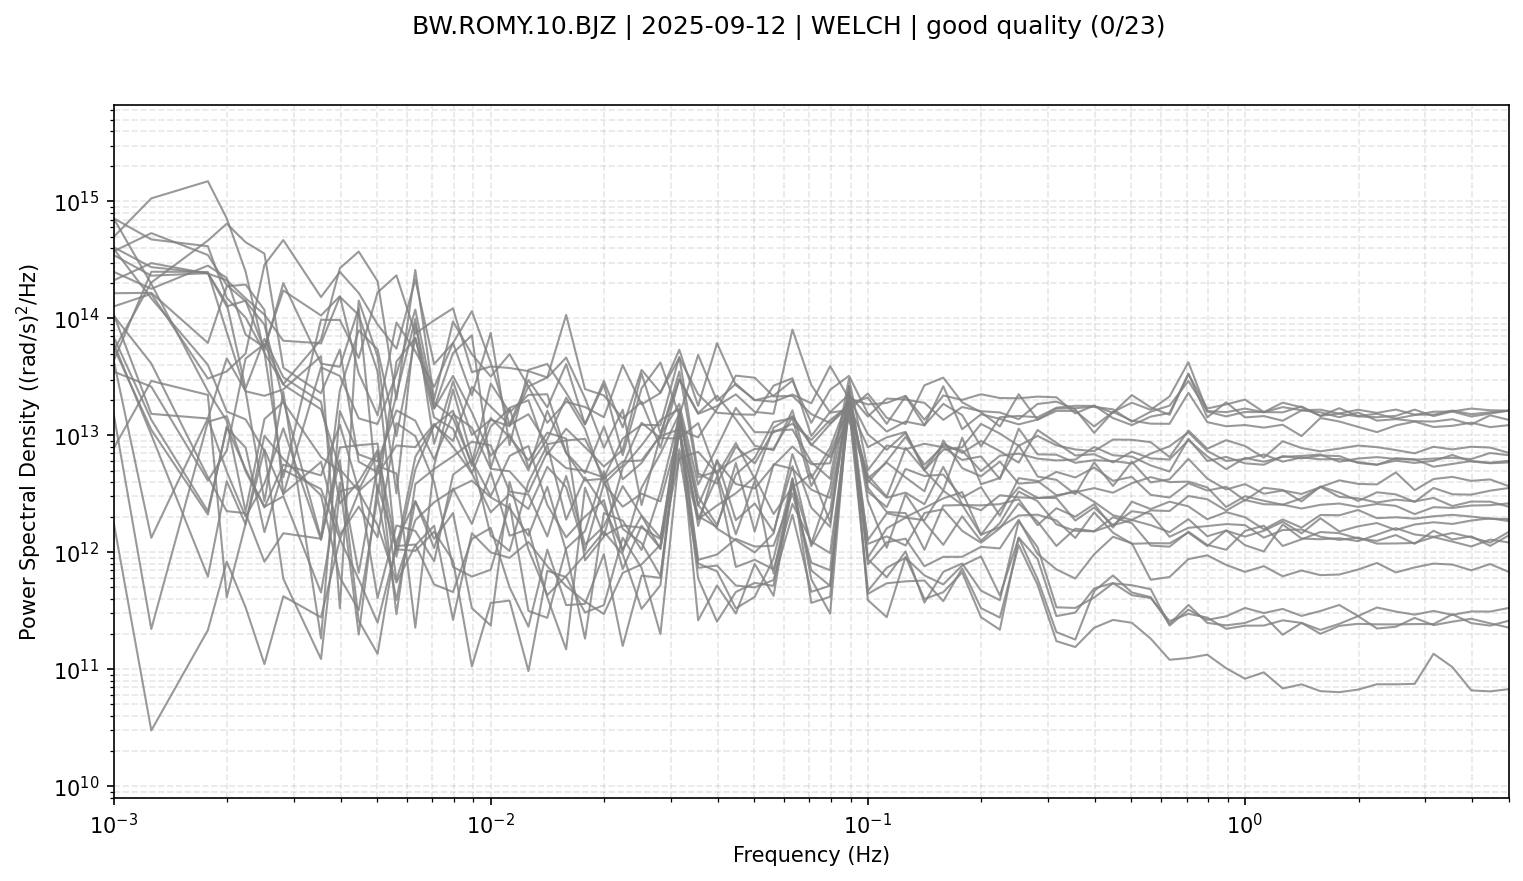 BW.ROMY.10.BJZ | 2025-09-12 | WELCH | good quality (0/23)
Power Spectral Density ((rad/s)²/Hz)
10¹⁵
10¹⁴
10¹³
10¹²
10¹¹
10¹⁰
10⁻³ 10⁻² 10⁻¹ 10⁰
Frequency (Hz)